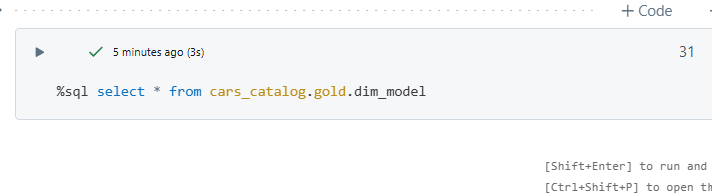 + Code
5 minutes ago (3s)
31
%sql select * from cars_catalog.gold.dim_model
[Shift+Enter] to run and
[Ctrl+Shift+P] to open th